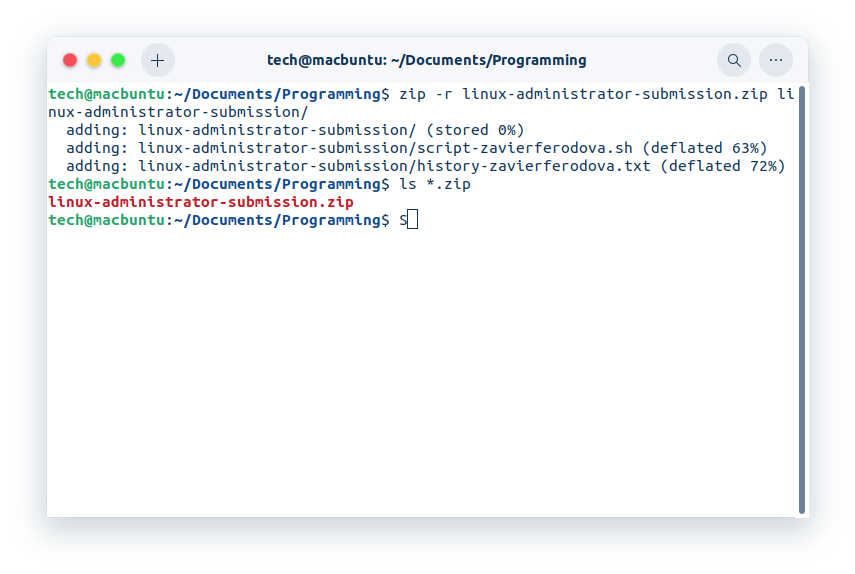 tech@macbuntu: ~/Documents/Programming
tech@macbuntu:~/Documents/Programming$ zip -r linux-administrator-submission.zip li
nux-administrator-submission/
  adding: linux-administrator-submission/ (stored 0%)
  adding: linux-administrator-submission/script-zavierferodova.sh (deflated 63%)
  adding: linux-administrator-submission/history-zavierferodova.txt (deflated 72%)
tech@macbuntu:~/Documents/Programming$ ls *.zip
linux-administrator-submission.zip
tech@macbuntu:~/Documents/Programming$ S